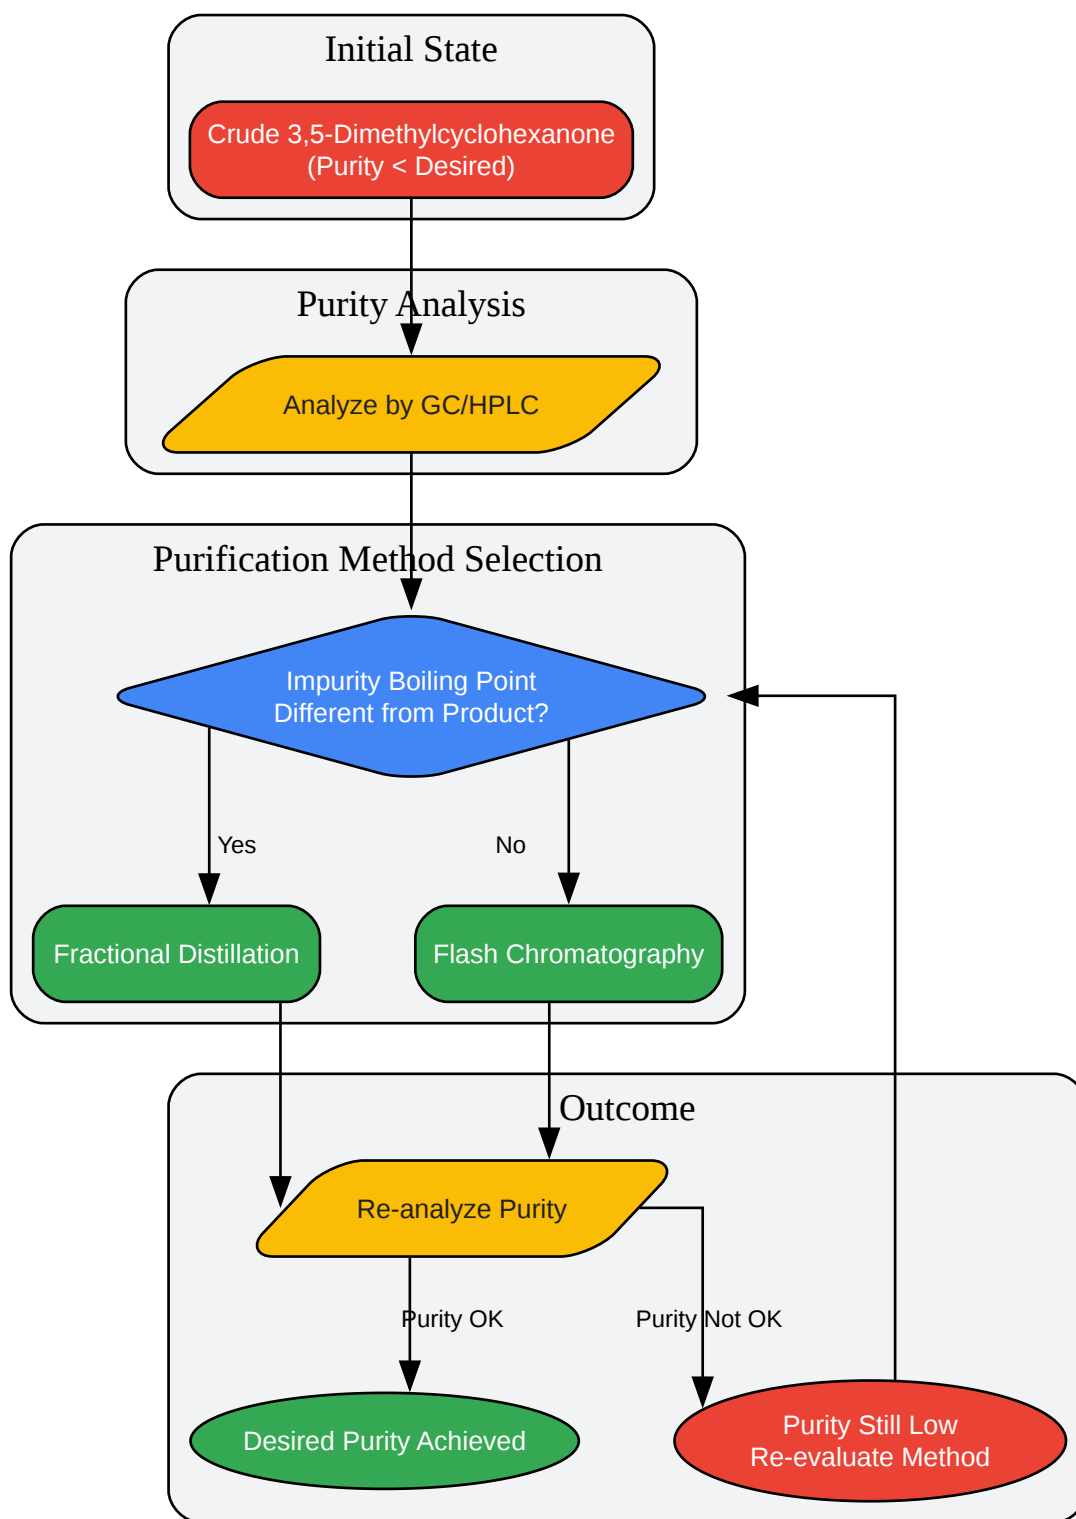 Initial State
Crude 3,5-Dimethylcyclohexanone
(Purity < Desired)
Purity Analysis
Analyze by GC/HPLC
Purification Method Selection
Impurity Boiling Point
Different from Product?
Yes
No
Fractional Distillation
Flash Chromatography
Outcome
Re-analyze Purity
Purity OK
Purity Not OK
Desired Purity Achieved
Purity Still Low
Re-evaluate Method